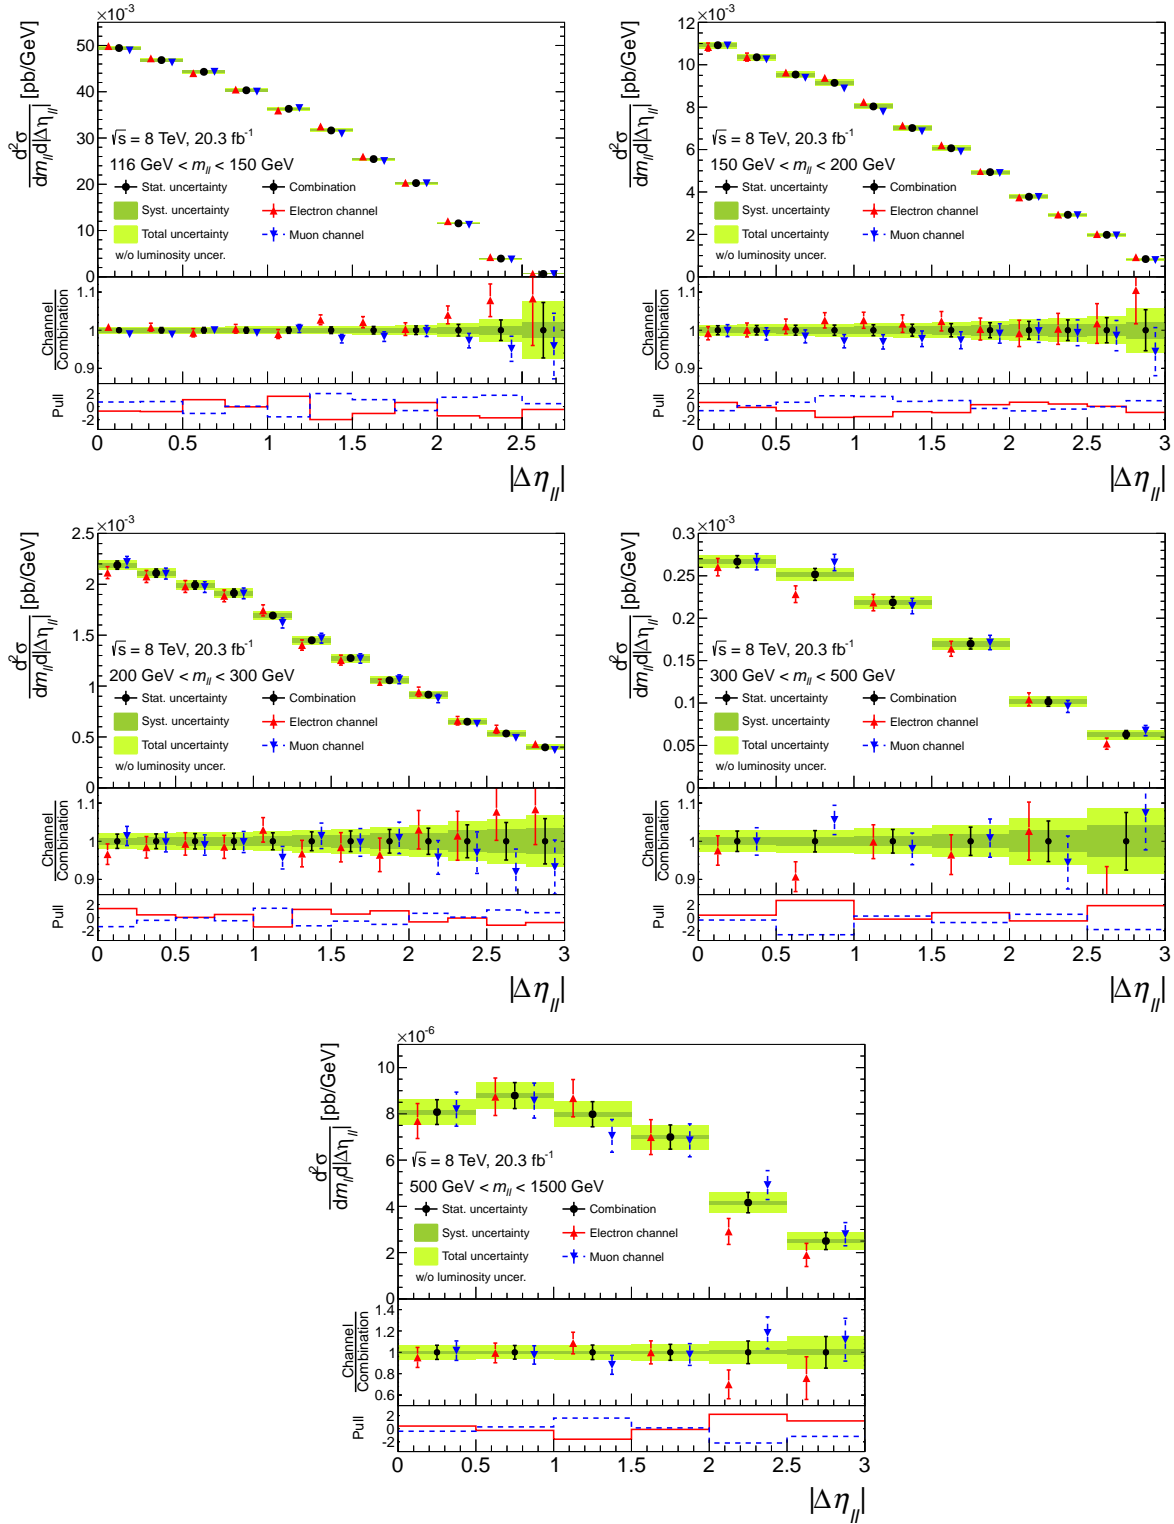 ×10⁻³
d²σ
dm_ll d|Δη_ll| [pb/GeV]
50
40
30
20
10
0
√s = 8 TeV, 20.3 fb⁻¹
116 GeV < m_ll < 150 GeV
Stat. uncertainty Combination
Syst. uncertainty Electron channel
Total uncertainty Muon channel
w/o luminosity uncer.
Channel
Combination
1.1
1
0.9
Pull
2
0
-2
0 0.5 1 1.5 2 2.5
|Δη_ll|
×10⁻³
d²σ
dm_ll d|Δη_ll| [pb/GeV]
12
10
8
6
4
2
0
√s = 8 TeV, 20.3 fb⁻¹
150 GeV < m_ll < 200 GeV
Stat. uncertainty Combination
Syst. uncertainty Electron channel
Total uncertainty Muon channel
w/o luminosity uncer.
Channel
Combination
1.1
1
0.9
Pull
2
0
-2
0 0.5 1 1.5 2 2.5 3
|Δη_ll|
×10⁻³
d²σ
dm_ll d|Δη_ll| [pb/GeV]
2.5
2
1.5
1
0.5
0
√s = 8 TeV, 20.3 fb⁻¹
200 GeV < m_ll < 300 GeV
Stat. uncertainty Combination
Syst. uncertainty Electron channel
Total uncertainty Muon channel
w/o luminosity uncer.
Channel
Combination
1.1
1
0.9
Pull
2
0
-2
0 0.5 1 1.5 2 2.5 3
|Δη_ll|
×10⁻³
d²σ
dm_ll d|Δη_ll| [pb/GeV]
0.3
0.25
0.2
0.15
0.1
0.05
0
√s = 8 TeV, 20.3 fb⁻¹
300 GeV < m_ll < 500 GeV
Stat. uncertainty Combination
Syst. uncertainty Electron channel
Total uncertainty Muon channel
w/o luminosity uncer.
Channel
Combination
1.1
1
0.9
Pull
2
0
-2
0 0.5 1 1.5 2 2.5 3
|Δη_ll|
×10⁻⁶
d²σ
dm_ll d|Δη_ll| [pb/GeV]
10
8
6
4
2
0
√s = 8 TeV, 20.3 fb⁻¹
500 GeV < m_ll < 1500 GeV
Stat. uncertainty Combination
Syst. uncertainty Electron channel
Total uncertainty Muon channel
w/o luminosity uncer.
Channel
Combination
1.4
1.2
1
0.8
0.6
Pull
2
0
-2
0 0.5 1 1.5 2 2.5 3
|Δη_ll|